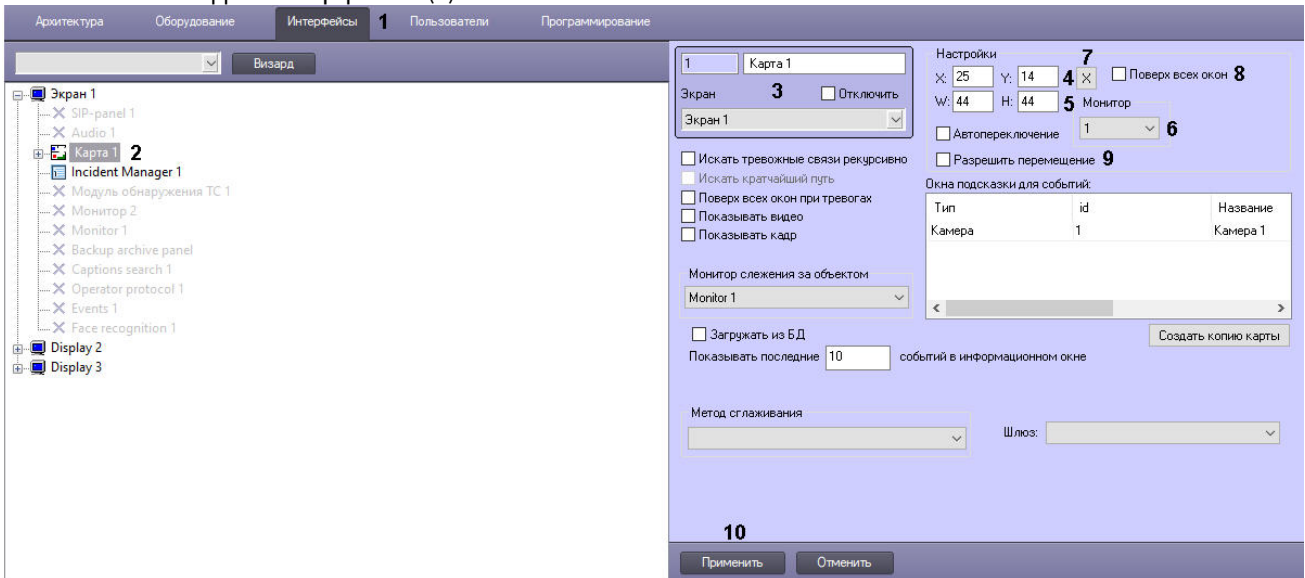 Архитектура Оборудование Интерфейсы 1 Пользователи Программирование
Визард
Экран 1
SIP-panel 1
Audio 1
Карта 1 2
Incident Manager 1
Модуль обнаружения ТС 1
Монитор 2
Monitor 1
Backup archive panel
Captions search 1
Operator protocol 1
Events 1
Face recognition 1
Display 2
Display 3
1 Карта 1
Экран 3 Отключить
Экран 1
Искать тревожные связи рекурсивно
Искать кратчайший путь
Поверх всех окон при тревогах
Показывать видео
Показывать кадр
Монитор слежения за объектом
Monitor 1
Загружать из БД
Показывать последние 10 событий в информационном окне
Метод сглаживания
Настройки 7
X: 25 Y: 14 4 X Поверх всех окон 8
W: 44 H: 44 5 Монитор
Автопереключение 1 6
Разрешить перемещение 9
Окна подсказки для событий:
Тип id Название
Камера 1 Камера 1
Создать копию карты
Шлюз:
10
Применить Отменить